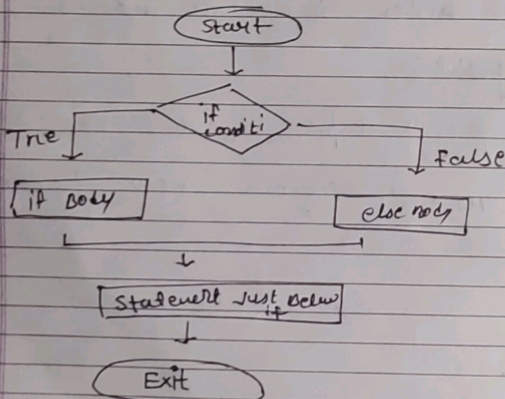 Start
if
conditi
True
False
if Body
else body
Statement Just Below
if
Exit